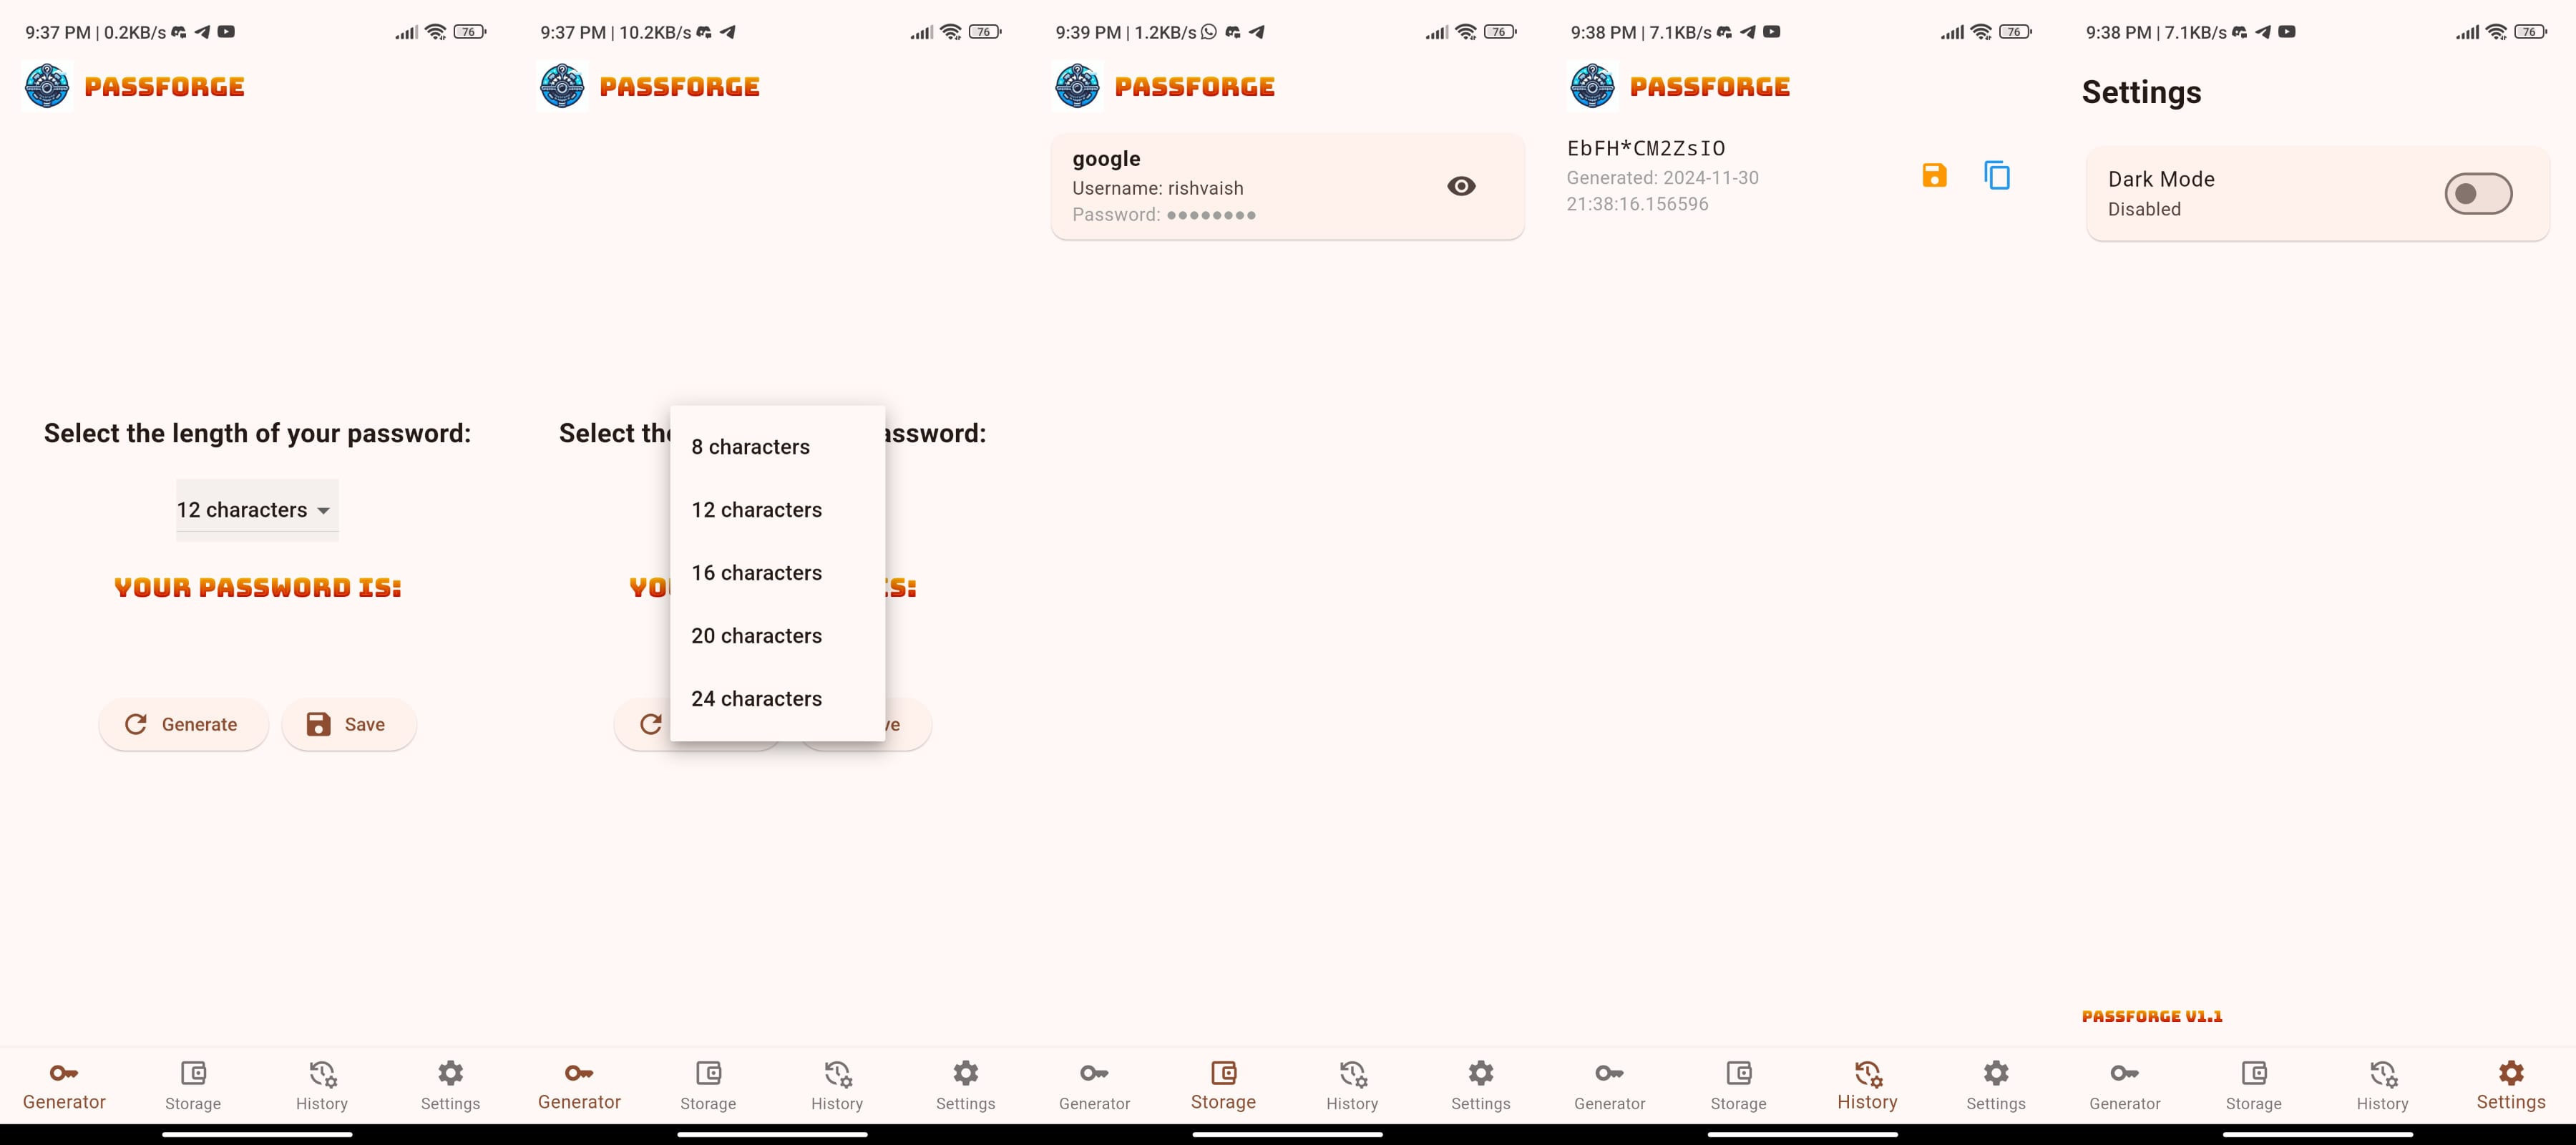 9:37 PM | 0.2KB/s
76
PASSFORGE
Select the length of your password:
12 characters
YOUR PASSWORD IS:
Generate
Save
Generator
Storage
History
Settings
9:37 PM | 10.2KB/s
76
PASSFORGE
Select the
assword:
8 characters
12 characters
16 characters
20 characters
24 characters
YO
S:
ve
Generator
Storage
History
Settings
9:39 PM | 1.2KB/s
76
PASSFORGE
google
Username: rishvaish
Password: ••••••••
Generator
Storage
History
Settings
9:38 PM | 7.1KB/s
76
PASSFORGE
EbFH*CM2ZsIO
Generated: 2024-11-30
21:38:16.156596
Generator
Storage
History
Settings
9:38 PM | 7.1KB/s
76
Settings
Dark Mode
Disabled
PASSFORGE V1.1
Generator
Storage
History
Settings